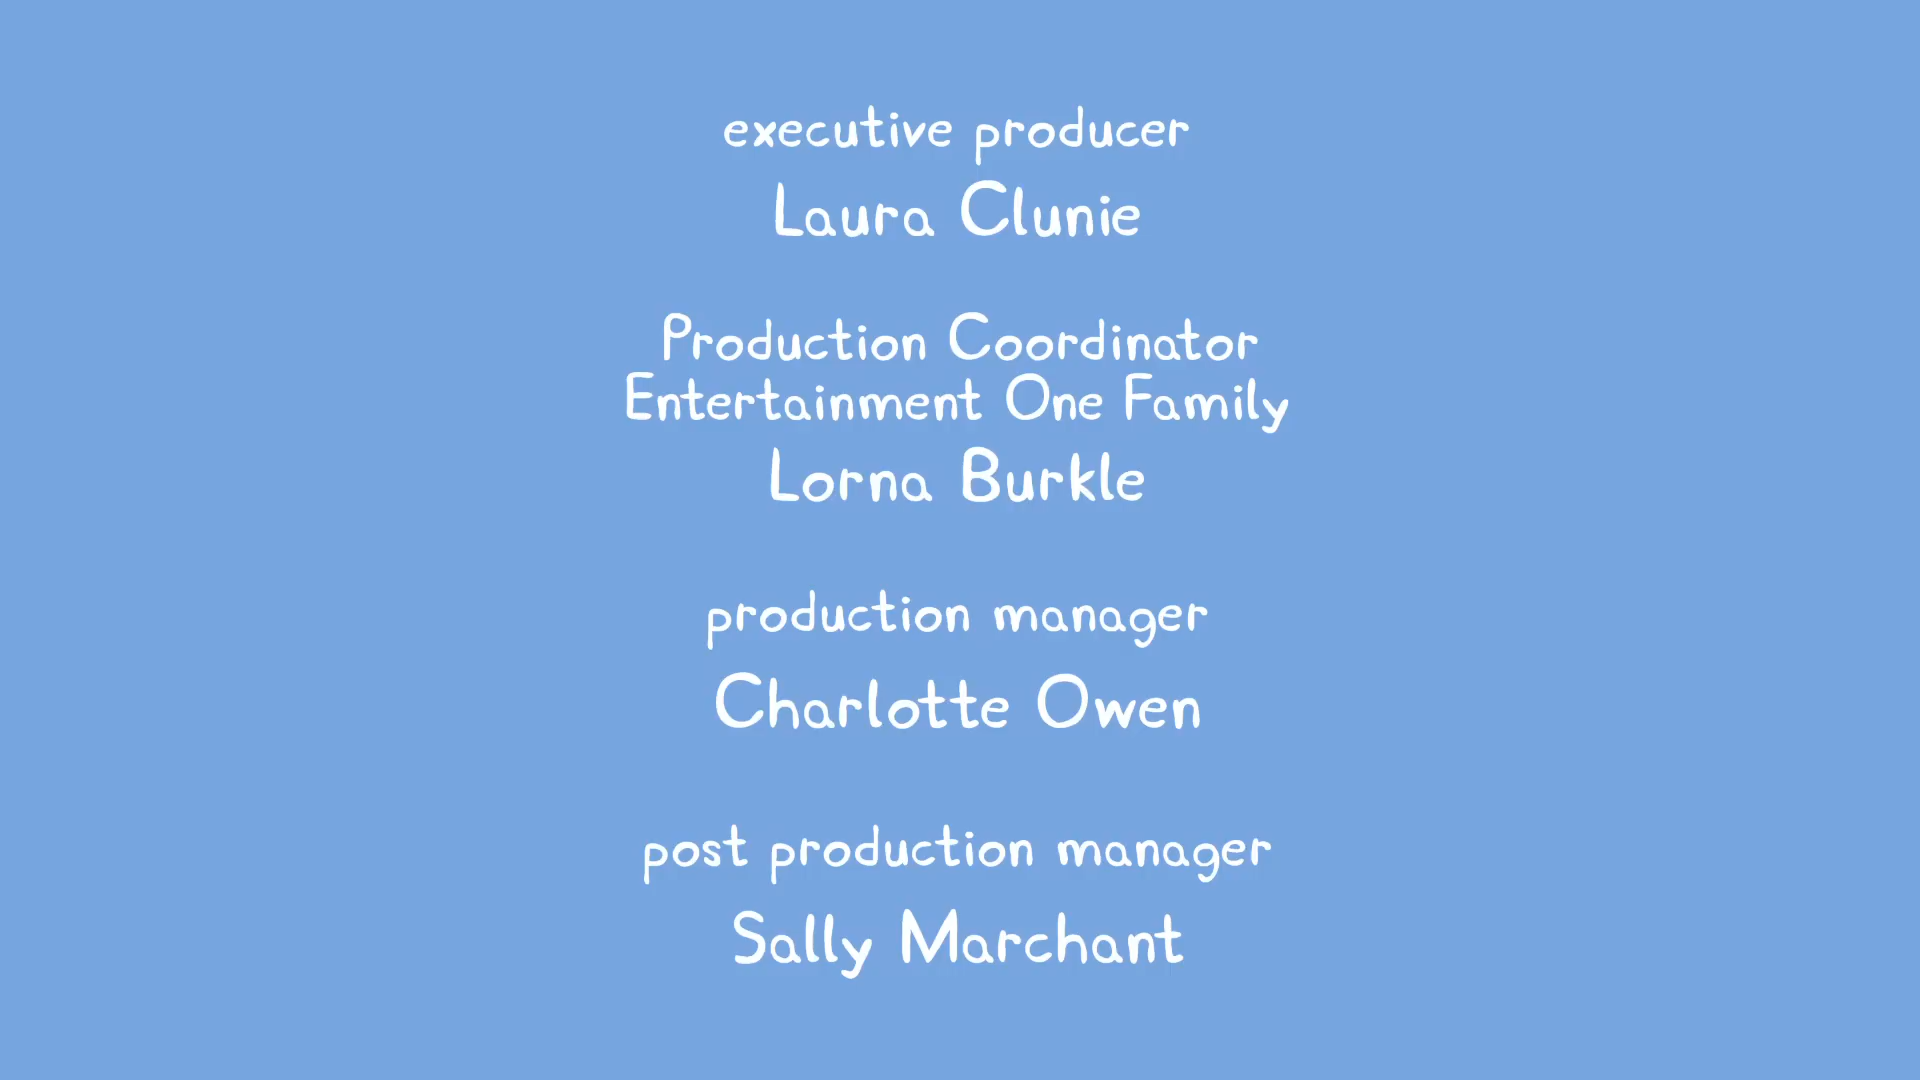 executive producer
Laura Clunie
Production Coordinator
Entertainment One Family
Lorna Burkle
production manager
Charlotte Owen
post production manager
Sally Marchant